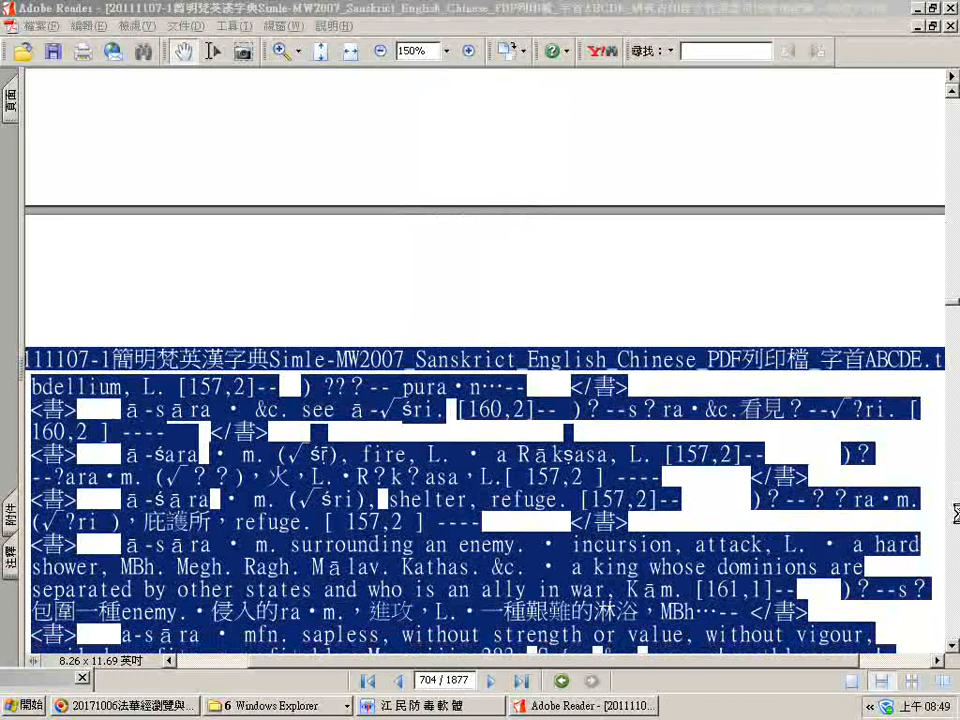 Adobe Reader - [20111107-1簡明梵英漢字典Simle-MW2007_Sanskrict_English_Chinese_PDF列印檔_字首ABCDE_
檔案(F) 編輯(E) 檢視(V) 文件(D) 工具(T) 視窗(W) 說明(H)
150% Y! 尋找:
頁面
111107-1簡明梵英漢字典Simle-MW2007_Sanskrict_English_Chinese_PDF列印檔_字首ABCDE.t
bdellium, L. [157,2]-- ) ???-- pura·n…-- </書>
<書> ā-sāra · &c. see ā-√śri. [160,2]-- )?--s?ra·&c.看見?--√?ri. [
160,2 ] ---- </書>
<書> ā-śara · m. (√śṝ), fire, L. · a Rākṣasa, L. [157,2]-- )?
--?ara·m. (√??),火,L.·R?k?asa, L.[ 157,2 ] ---- </書>
<書> ā-śāra · m. (√śri), shelter, refuge. [157,2]-- )?--??ra·m.
(√?ri ),庇護所,refuge. [ 157,2 ] ---- </書>
<書> ā-sāra · m. surrounding an enemy. · incursion, attack, L. · a hard
shower, MBh. Megh. Ragh. Mālav. Kathas. &c. · a king whose dominions are
separated by other states and who is an ally in war, Kām. [161,1]-- )?--s?
包圍一種enemy.·侵入的ra·m.,進攻,L.·一種艱難的淋浴,MBh…-- </書>
<書> a-sāra · mfn. sapless, without strength or value, without vigour,
附件
注釋
8.26 x 11.69 英吋
704 / 1877
開始 20171006法華經瀏覽與... 6 Windows Explorer 江民防毒軟體 Adobe Reader - [2011110... 上午 08:49